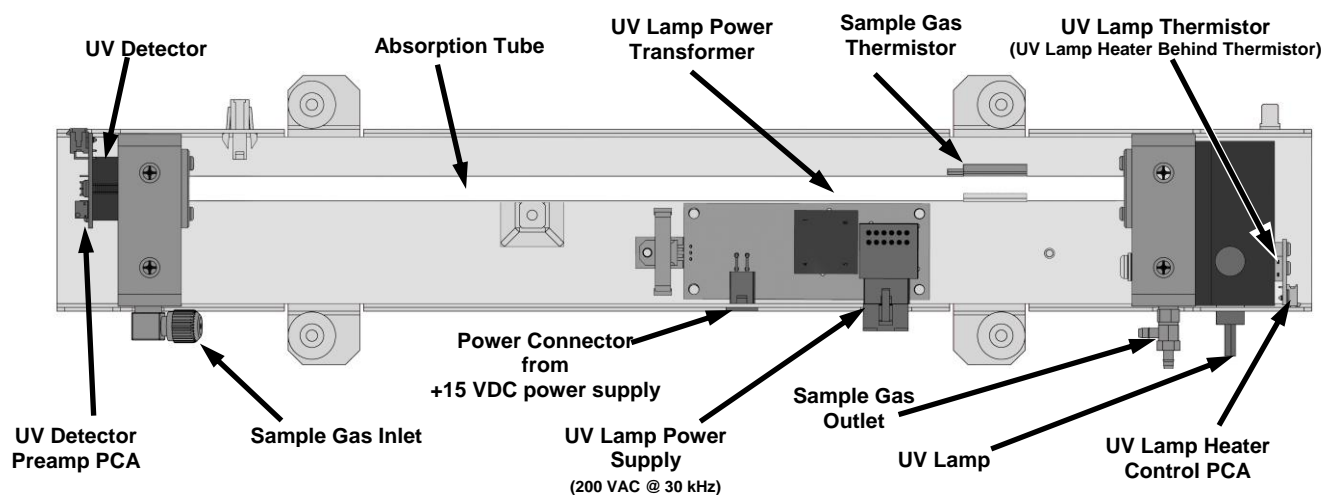 UV Detector
Absorption Tube
UV Lamp Power
Transformer
Sample Gas
Thermistor
UV Lamp Thermistor
(UV Lamp Heater Behind Thermistor)
Power Connector
from
+15 VDC power supply
UV Detector
Preamp PCA
Sample Gas Inlet
UV Lamp Power
Supply
(200 VAC @ 30 kHz)
Sample Gas
Outlet
UV Lamp
UV Lamp Heater
Control PCA